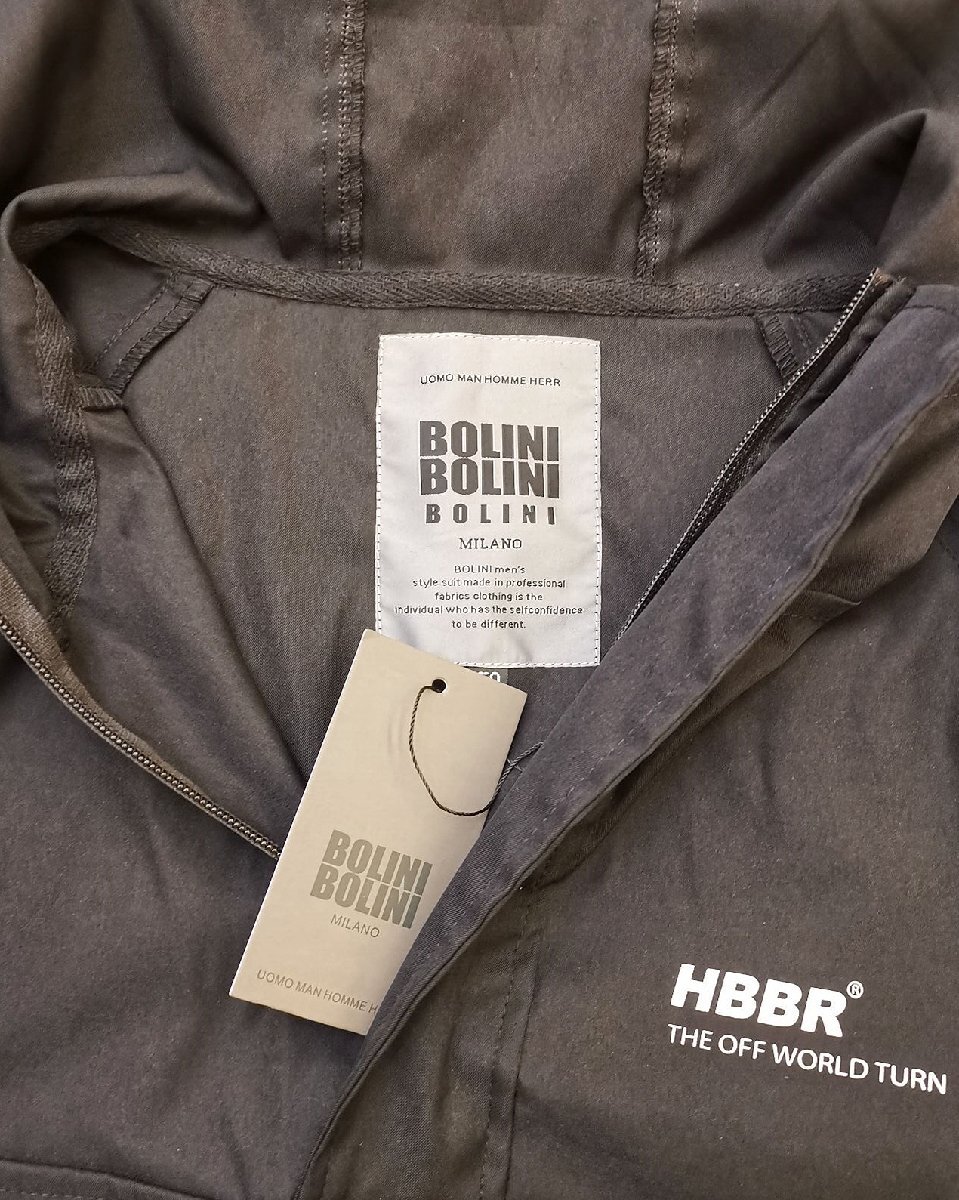 UOMO MAN HOMME HERR
BOLINI
BOLINI
BOLINI
MILANO
BOLINI men's
style suit made in professional
fabrics clothing is the
individual who has the selfconfidence
to be different.
50
BOLINI
BOLINI
MILANO
UOMO MAN HOMME H
HBBR®
THE OFF WORLD TURN